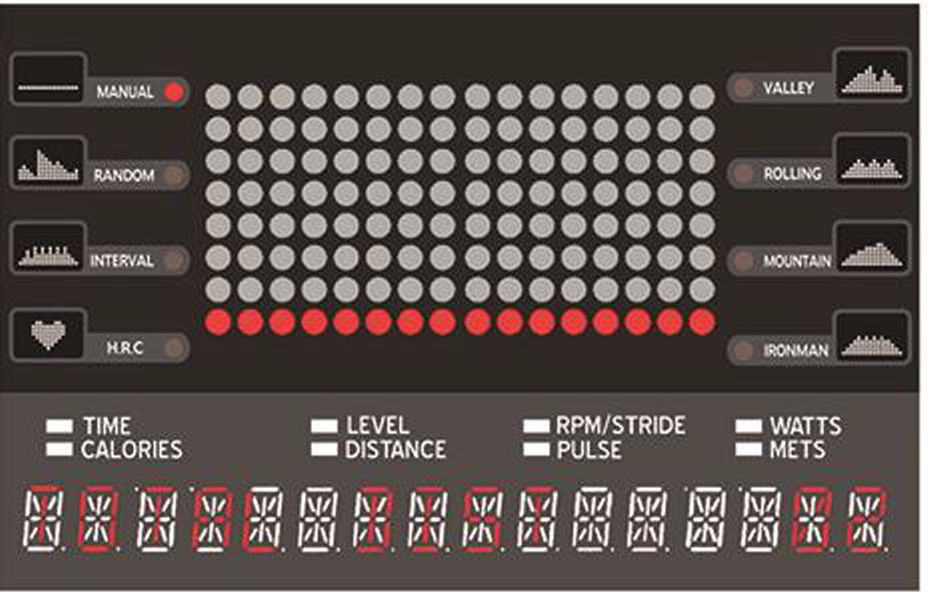 MANUAL
RANDOM
INTERVAL
H.R.C
VALLEY
ROLLING
MOUNTAIN
IRONMAN
TIME LEVEL RPM/STRIDE WATTS
CALORIES DISTANCE PULSE METS